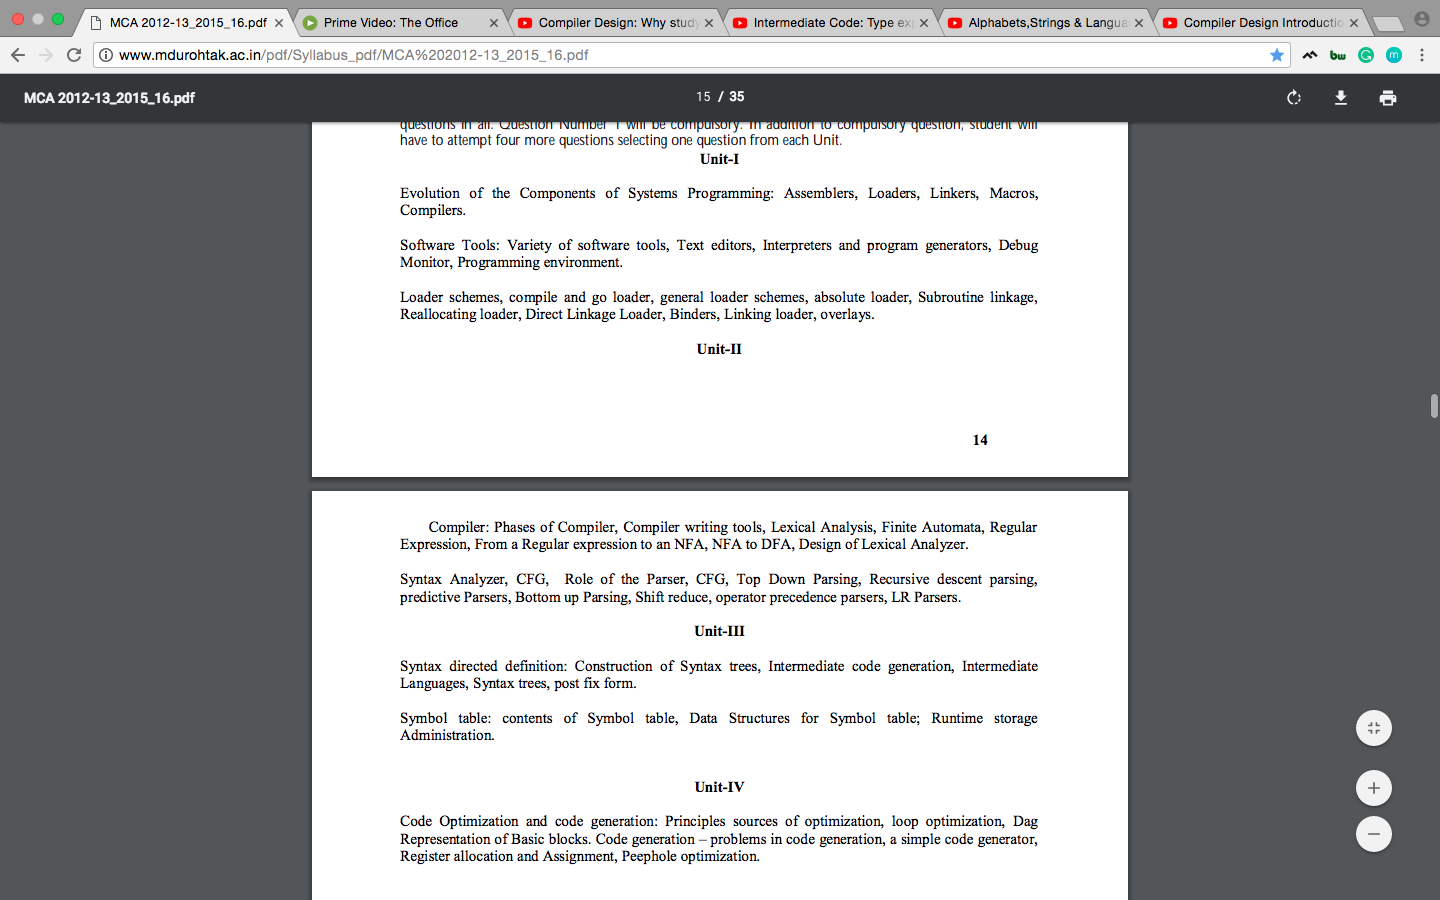 MCA 2012-13_2015_16.pdf
Prime Video: The Office
Compiler Design: Why stud
Intermediate Code: Type ex
Alphabets,Strings & Langua
Compiler Design Introductio
www.mdurohtak.ac.in/pdf/Syllabus_pdf/MCA%202012-13_2015_16.pdf
bw
G
m
MCA 2012-13_2015_16.pdf
15 / 35
questions in all. Question Number 1 will be compulsory. In addition to compulsory question, student will
have to attempt four more questions selecting one question from each Unit.
Unit-I
Evolution of the Components of Systems Programming: Assemblers, Loaders, Linkers, Macros,
Compilers.
Software Tools: Variety of software tools, Text editors, Interpreters and program generators, Debug
Monitor, Programming environment.
Loader schemes, compile and go loader, general loader schemes, absolute loader, Subroutine linkage,
Reallocating loader, Direct Linkage Loader, Binders, Linking loader, overlays.
Unit-II
14
Compiler: Phases of Compiler, Compiler writing tools, Lexical Analysis, Finite Automata, Regular
Expression, From a Regular expression to an NFA, NFA to DFA, Design of Lexical Analyzer.
Syntax Analyzer, CFG, Role of the Parser, CFG, Top Down Parsing, Recursive descent parsing,
predictive Parsers, Bottom up Parsing, Shift reduce, operator precedence parsers, LR Parsers.
Unit-III
Syntax directed definition: Construction of Syntax trees, Intermediate code generation, Intermediate
Languages, Syntax trees, post fix form.
Symbol table: contents of Symbol table, Data Structures for Symbol table; Runtime storage
Administration.
Unit-IV
Code Optimization and code generation: Principles sources of optimization, loop optimization, Dag
Representation of Basic blocks. Code generation – problems in code generation, a simple code generator,
Register allocation and Assignment, Peephole optimization.